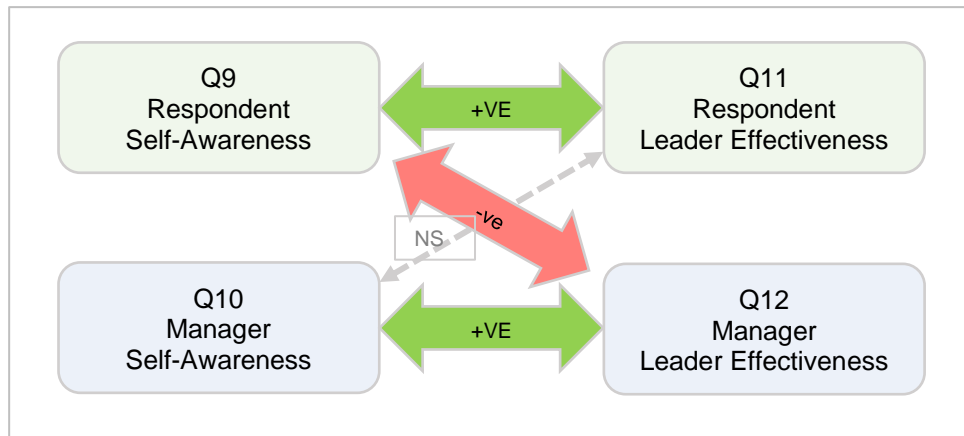 Q9
Respondent
Self-Awareness
+VE
Q11
Respondent
Leader Effectiveness
-ve
NS
Q10
Manager
Self-Awareness
+VE
Q12
Manager
Leader Effectiveness